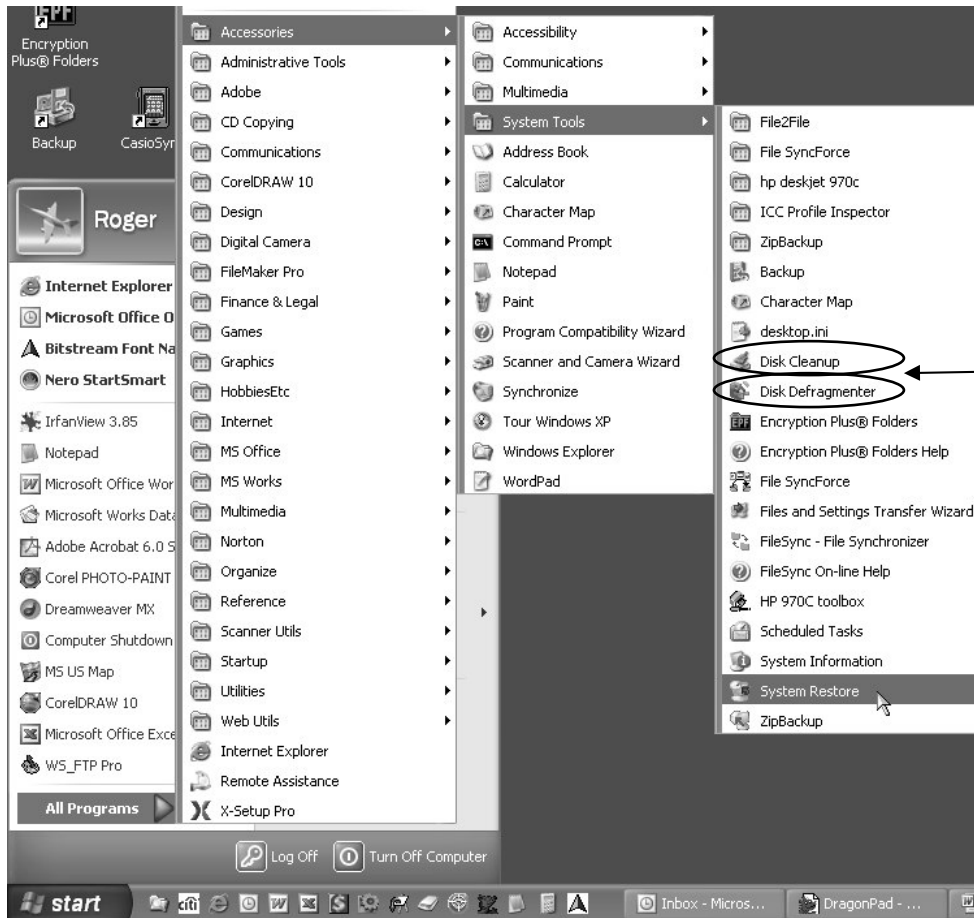 EPF
Encryption
Plus® Folders
Backup
CasioSyn
Roger
Internet Explorer
Microsoft Office O
Bitstream Font Na
Nero StartSmart
IrfanView 3.85
Notepad
Microsoft Office Wor
Microsoft Works Data
Adobe Acrobat 6.0 S
Corel PHOTO-PAINT
Dreamweaver MX
Computer Shutdown
MS US Map
CorelDRAW 10
Microsoft Office Exce
WS_FTP Pro
All Programs
Accessories
Administrative Tools
Adobe
CD Copying
Communications
CorelDRAW 10
Design
Digital Camera
FileMaker Pro
Finance & Legal
Games
Graphics
HobbiesEtc
Internet
MS Office
MS Works
Multimedia
Norton
Organize
Reference
Scanner Utils
Startup
Utilities
Web Utils
Internet Explorer
Remote Assistance
X-Setup Pro
Accessibility
Communications
Multimedia
System Tools
Address Book
Calculator
Character Map
Command Prompt
Notepad
Paint
Program Compatibility Wizard
Scanner and Camera Wizard
Synchronize
Tour Windows XP
Windows Explorer
WordPad
File2File
File SyncForce
hp deskjet 970c
ICC Profile Inspector
ZipBackup
Backup
Character Map
desktop.ini
Disk Cleanup
Disk Defragmenter
EPF Encryption Plus® Folders
Encryption Plus® Folders Help
File SyncForce
Files and Settings Transfer Wizard
FileSync - File Synchronizer
FileSync On-line Help
HP 970C toolbox
Scheduled Tasks
System Information
System Restore
ZipBackup
Log Off
Turn Off Computer
start
citi
Inbox - Micros...
DragonPad - ...